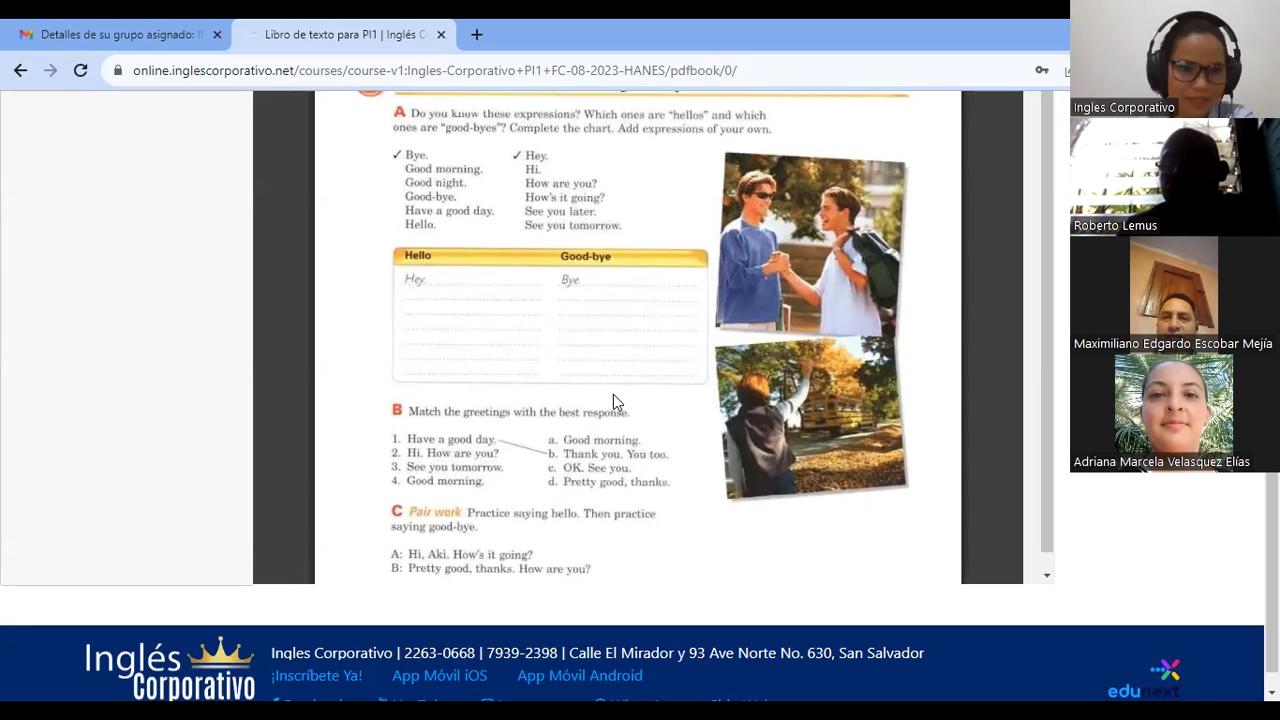 Detalles de su grupo asignado: I
Libro de texto para PI1 | Inglés C
online.inglescorporativo.net/courses/course-v1:Ingles-Corporativo+PI1+FC-08-2023-HANES/pdfbook/0/
A Do you know these expressions? Which ones are "hellos" and which
ones are "good-byes"? Complete the chart. Add expressions of your own.
✓ Bye.
Good morning.
Good night.
Good-bye.
Have a good day.
Hello.
✓ Hey.
Hi.
How are you?
How's it going?
See you later.
See you tomorrow.
Hello Good-bye
Hey. Bye.
B Match the greetings with the best response.
1. Have a good day. a. Good morning.
2. Hi. How are you? b. Thank you. You too.
3. See you tomorrow. c. OK. See you.
4. Good morning. d. Pretty good, thanks.
C Pair work Practice saying hello. Then practice
saying good-bye.
A: Hi, Aki. How's it going?
B: Pretty good, thanks. How are you?
Inglés
Corporativo
Ingles Corporativo | 2263-0668 | 7939-2398 | Calle El Mirador y 93 Ave Norte No. 630, San Salvador
¡Inscríbete Ya! App Móvil iOS App Móvil Android
edunext
Ingles Corporativo
Roberto Lemus
Maximiliano Edgardo Escobar Mejía
Adriana Marcela Velasquez Elías